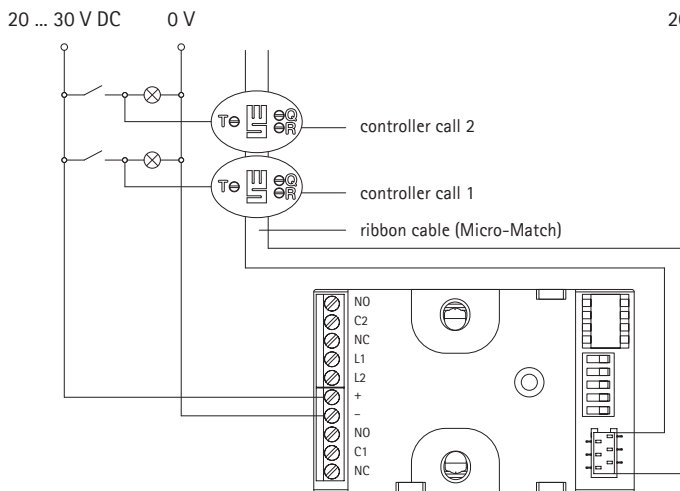 20 ... 30 V DC 0 V 20
T Q
R
controller call 2
T Q
R
controller call 1
ribbon cable (Micro-Match)
NO
C2
NC
L1
L2
+
–
NO
C1
NC